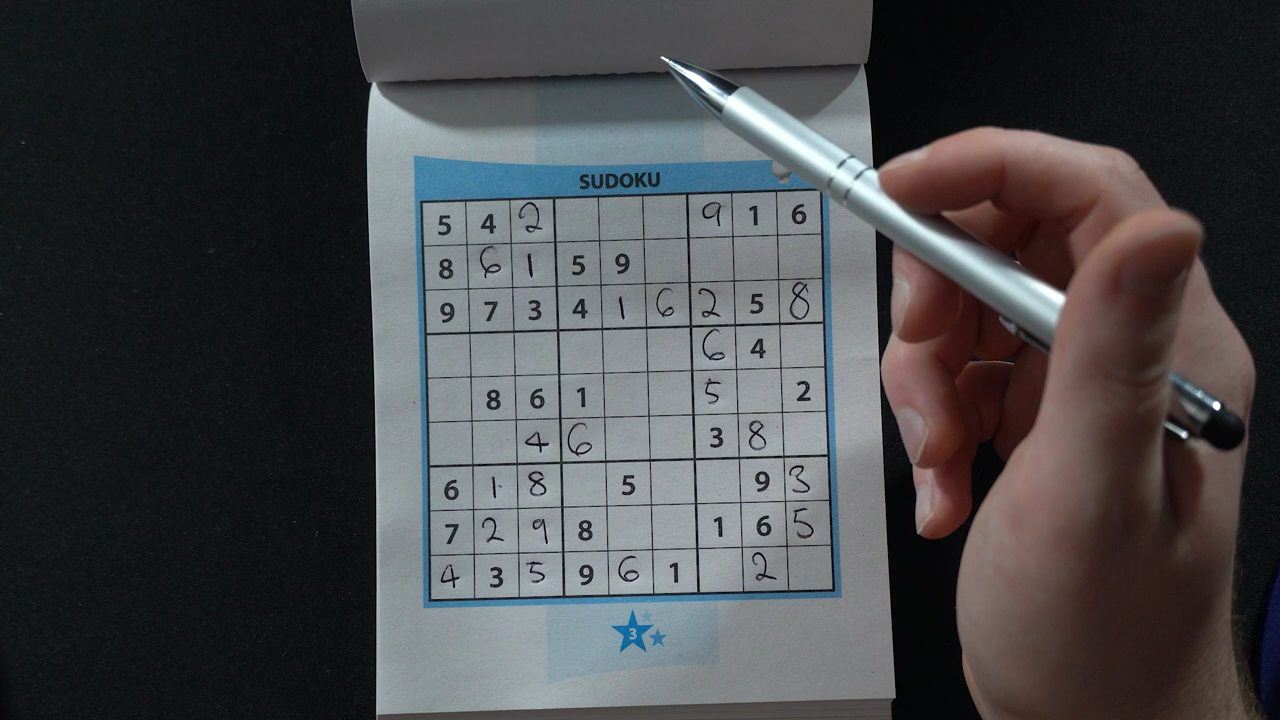 SUDOKU
5 4 2 9 1 6
8 6 1 5 9
9 7 3 4 1 6 2 5 8
6 4
8 6 1 5 2
4 6 3 8
6 1 8 5 9 3
7 2 9 8 1 6 5
4 3 5 9 6 1 2
3